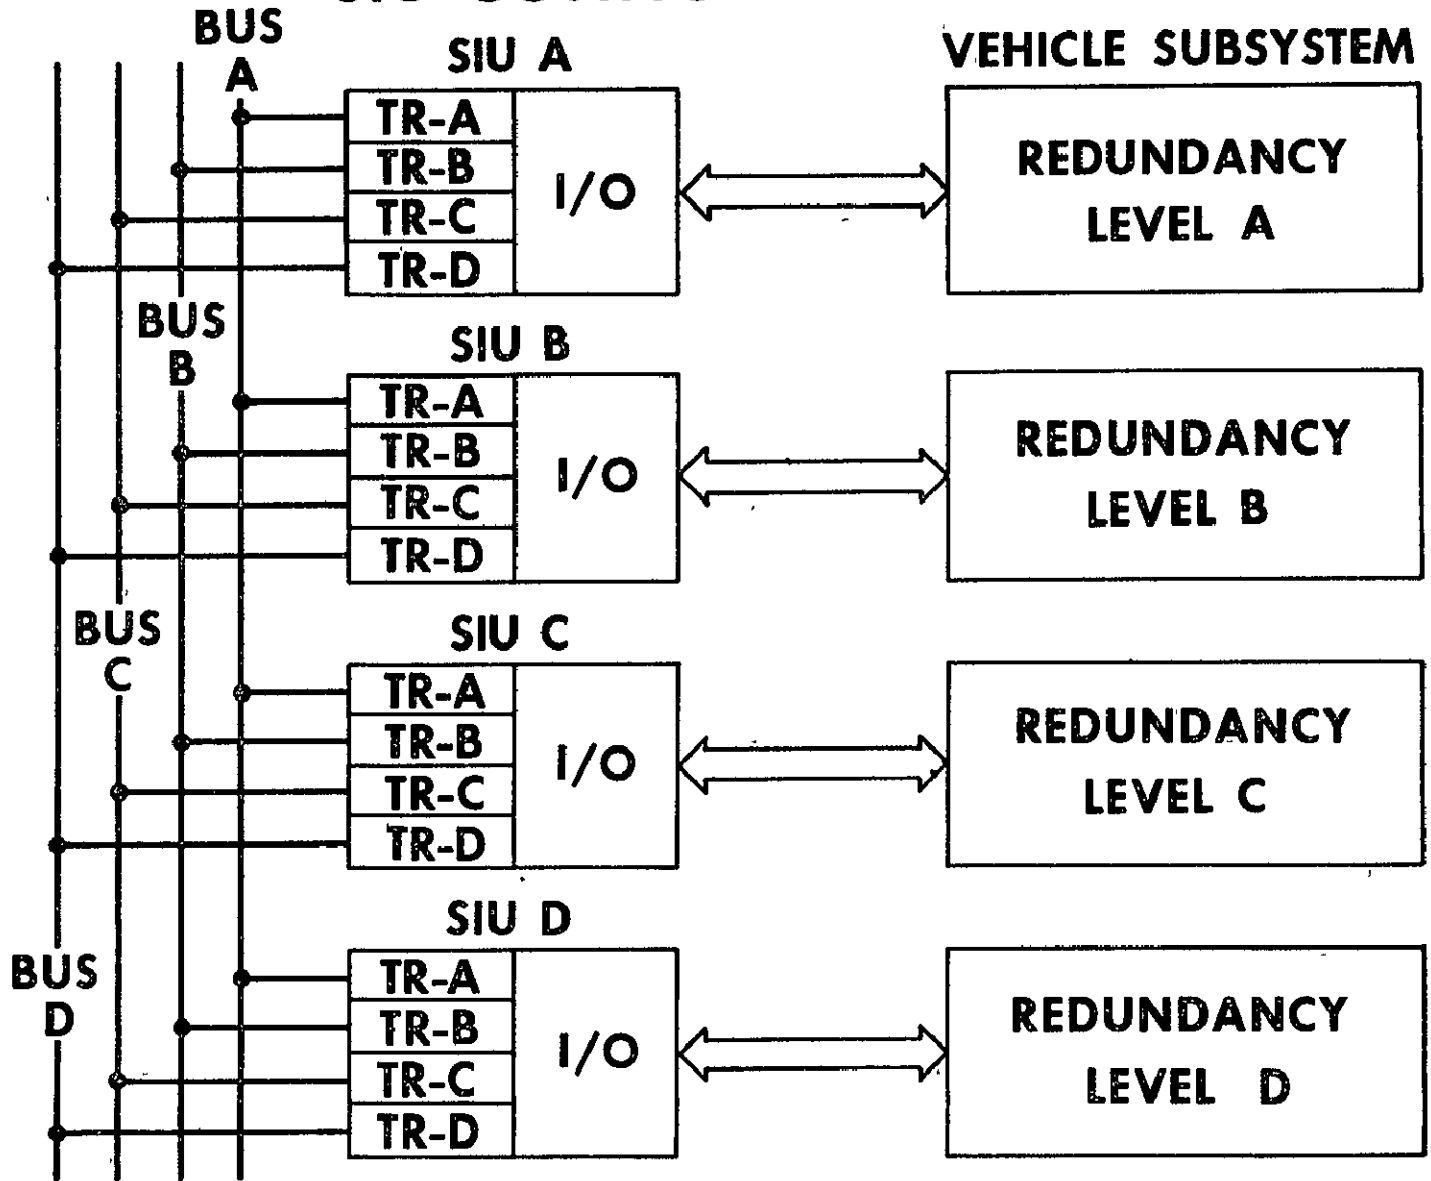 BUS
A
SIU A
VEHICLE SUBSYSTEM
TR-A
TR-B
TR-C
TR-D
I/O
REDUNDANCY
LEVEL A
BUS
B
SIU B
TR-A
TR-B
TR-C
TR-D
I/O
REDUNDANCY
LEVEL B
BUS
C
SIU C
TR-A
TR-B
TR-C
TR-D
I/O
REDUNDANCY
LEVEL C
BUS
D
SIU D
TR-A
TR-B
TR-C
TR-D
I/O
REDUNDANCY
LEVEL D